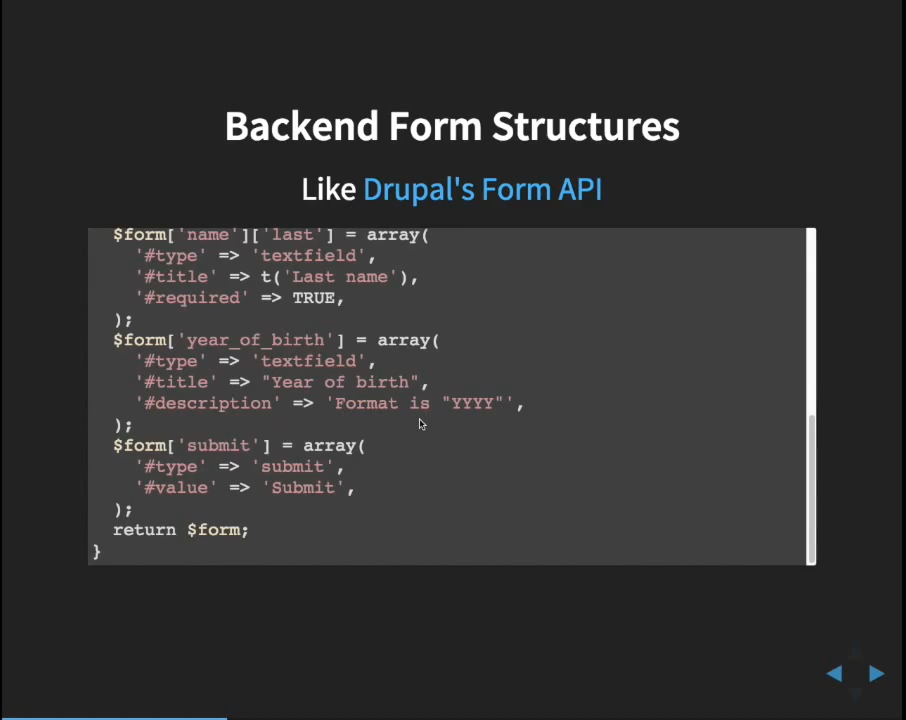 Backend Form Structures
Like Drupal's Form API
$form['name']['last'] = array(
'#type' => 'textfield',
'#title' => t('Last name'),
'#required' => TRUE,
);
$form['year_of_birth'] = array(
'#type' => 'textfield',
'#title' => "Year of birth",
'#description' => 'Format is "YYYY"',
);
$form['submit'] = array(
'#type' => 'submit',
'#value' => 'Submit',
);
return $form;
}